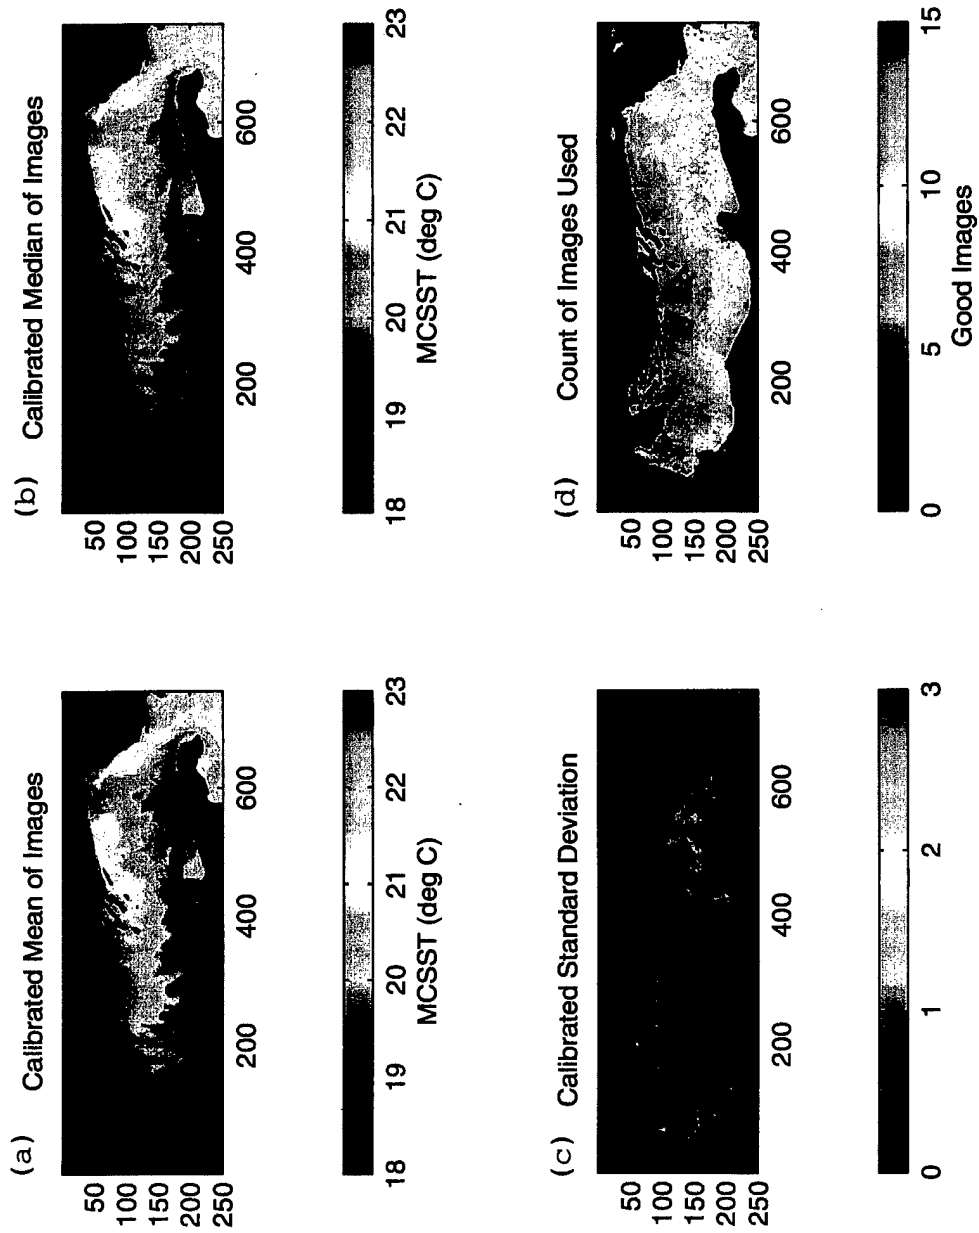 (a) Calibrated Mean of Images
50
100
150
200
250
200 400 600
18 19 20 21 22 23
MCSST (deg C)
(b) Calibrated Median of Images
50
100
150
200
250
200 400 600
18 19 20 21 22 23
MCSST (deg C)
(c) Calibrated Standard Deviation
50
100
150
200
250
200 400 600
0 1 2 3
(d) Count of Images Used
50
100
150
200
250
200 400 600
0 5 10 15
Good Images